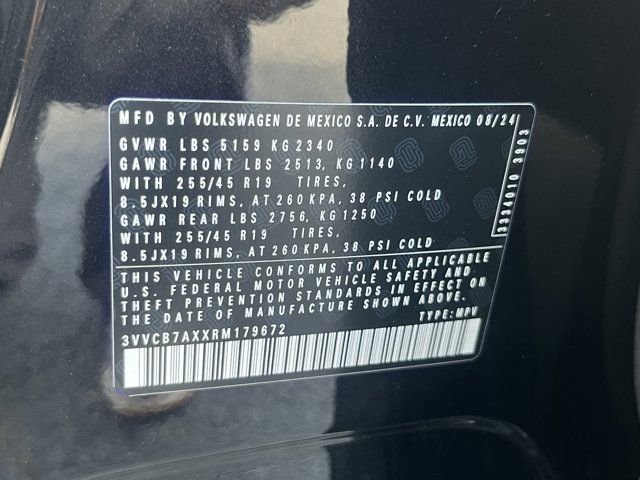 MFD BY VOLKSWAGEN DE MEXICO S.A. DE C.V. MEXICO 08/24
GVWR LBS 5159 KG 2340
GAWR FRONT LBS 2513, KG 1140
WITH 255/45 R19 TIRES,
8.5JX19 RIMS, AT 260 KPA, 38 PSI COLD
GAWR REAR LBS 2756, KG 1250
WITH 255/45 R19 TIRES,
8.5JX19 RIMS, AT 260 KPA, 38 PSI COLD
3334010 3903
THIS VEHICLE CONFORMS TO ALL APPLICABLE
U.S. FEDERAL MOTOR VEHICLE SAFETY AND
THEFT PREVENTION STANDARDS IN EFFECT ON
THE DATE OF MANUFACTURE SHOWN ABOVE.
3VVCB7AXXRM179672 TYPE: MPV